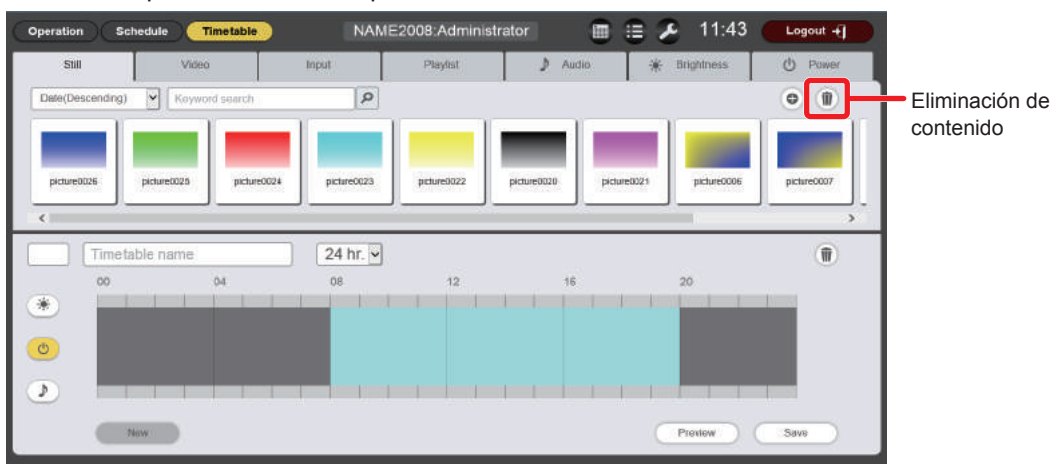 Operation Schedule Timetable NAME2008:Administrator 11:43 Logout
Still Video Input Playlist Audio Brightness Power
Date(Descending) Keyword search
Eliminación de
contenido
picture0026 picture0025 picture0024 picture0023 picture0022 picture0020 picture0021 picture0006 picture0007
Timetable name 24 hr.
00 04 08 12 16 20
New Preview Save